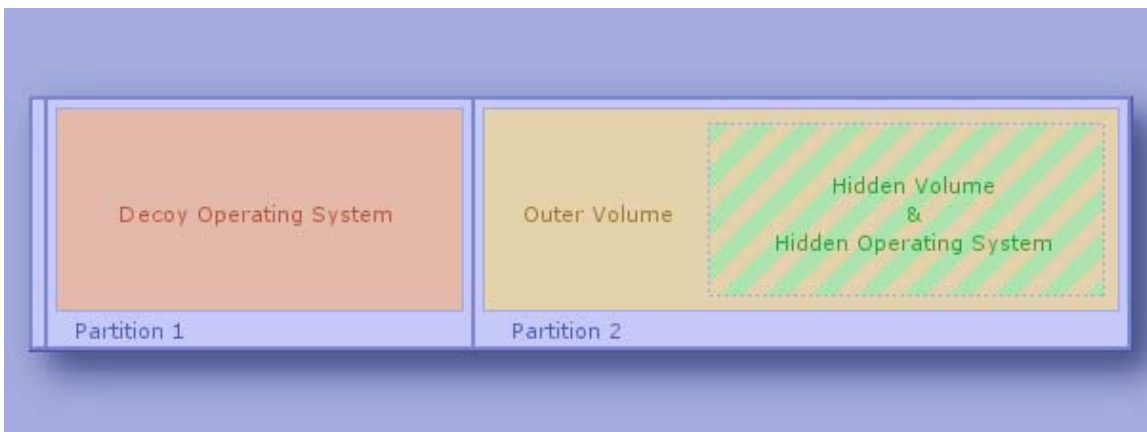 Decoy Operating System
Outer Volume
Hidden Volume
&
Hidden Operating System
Partition 1
Partition 2